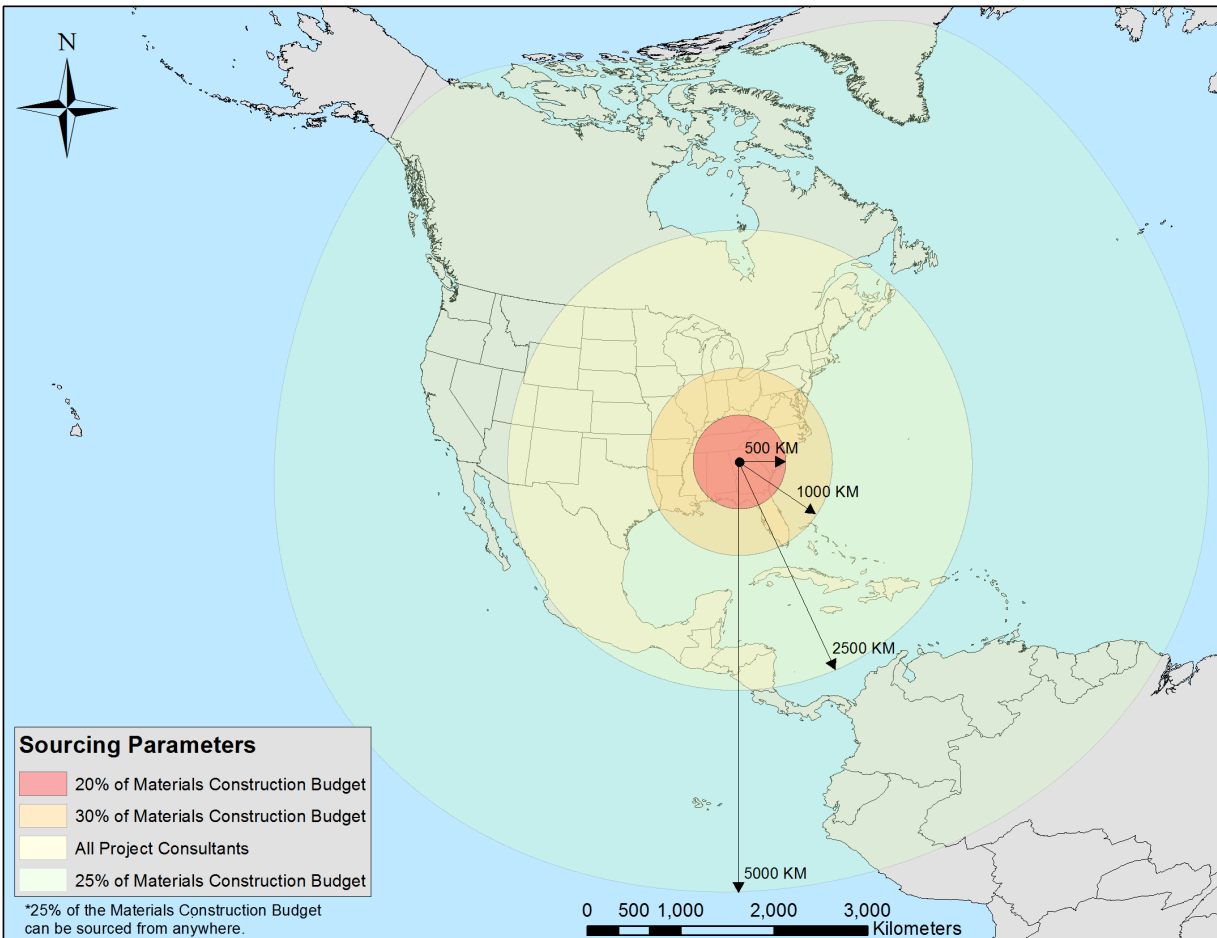 N
500 KM
1000 KM
2500 KM
5000 KM
Sourcing Parameters
20% of Materials Construction Budget
30% of Materials Construction Budget
All Project Consultants
25% of Materials Construction Budget
*25% of the Materials Construction Budget
can be sourced from anywhere.
0 500 1,000 2,000 3,000
Kilometers